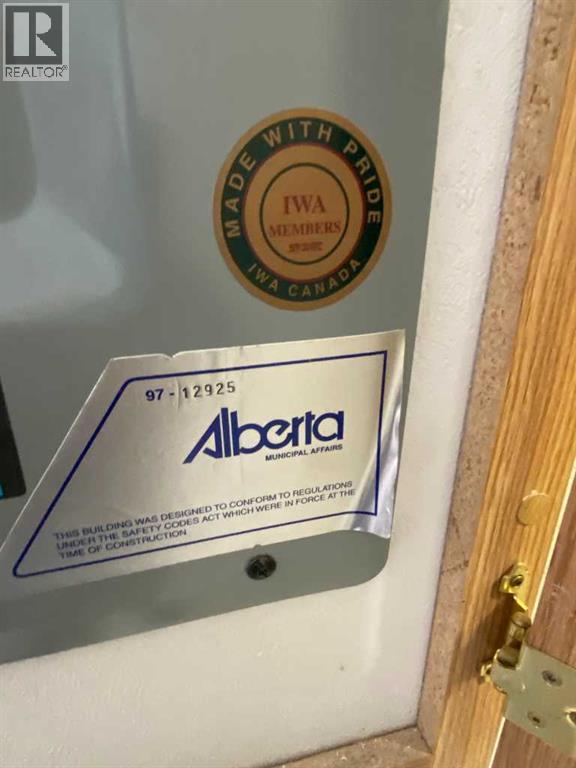 REALTOR®
MADE WITH PRIDE
IWA
MEMBERS
IWA CANADA
97-12925
Alberta
MUNICIPAL AFFAIRS
THIS BUILDING WAS DESIGNED TO CONFORM TO REGULATIONS
UNDER THE SAFETY CODES ACT WHICH WERE IN FORCE AT THE
TIME OF CONSTRUCTION